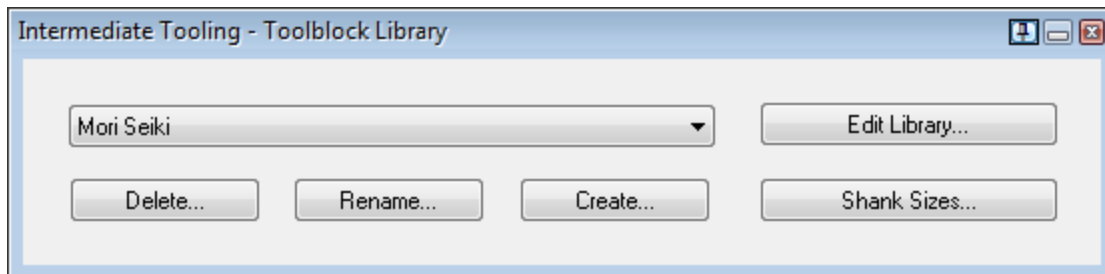 Intermediate Tooling - Toolblock Library
Mori Seiki
Edit Library...
Delete...
Rename...
Create...
Shank Sizes...